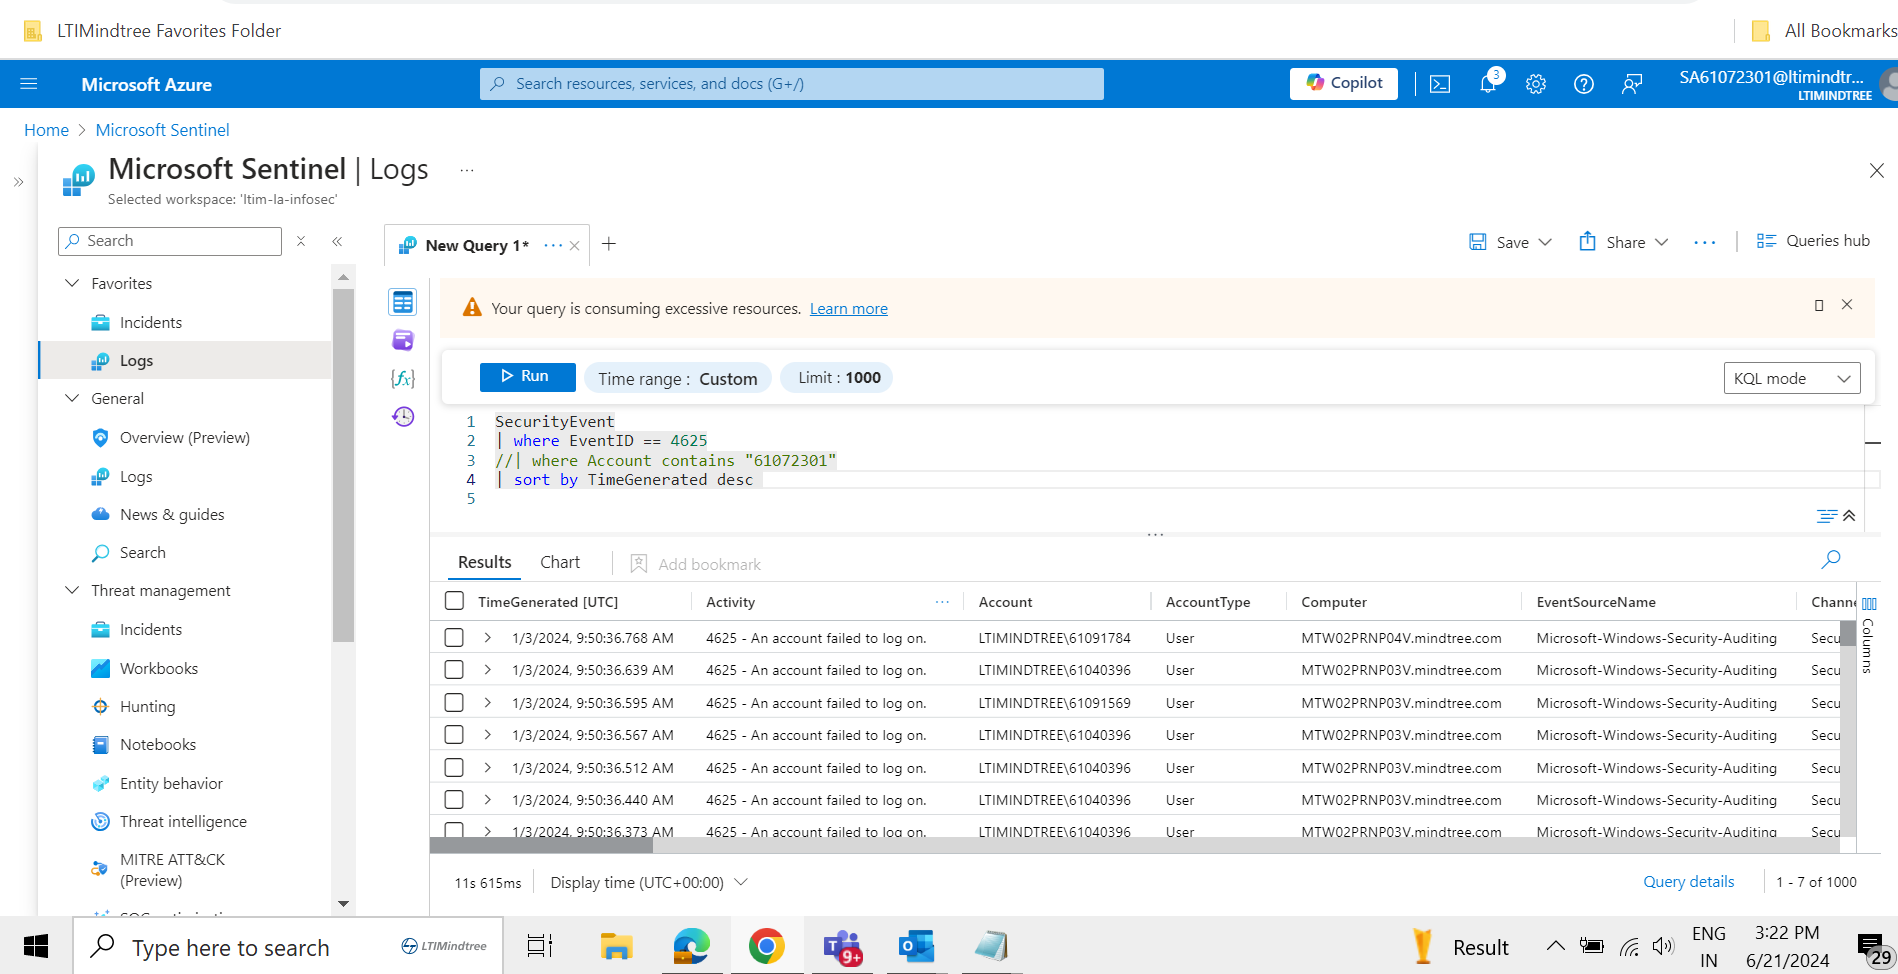 LTIMindtree Favorites Folder
All Bookmarks
Microsoft Azure
Search resources, services, and docs (G+/)
Copilot
3
SA61072301@ltimindtr...
LTIMINDTREE
Home > Microsoft Sentinel
Microsoft Sentinel | Logs ...
Selected workspace: 'ltim-la-infosec'
Search
Favorites
Incidents
Logs
General
Overview (Preview)
Logs
News & guides
Search
Threat management
Incidents
Workbooks
Hunting
Notebooks
Entity behavior
Threat intelligence
MITRE ATT&CK
(Preview)
New Query 1* ...
Save
Share
...
Queries hub
Your query is consuming excessive resources. Learn more
Run
Time range : Custom
Limit : 1000
KQL mode
1 SecurityEvent
2 | where EventID == 4625
3 //| where Account contains "61072301"
4 | sort by TimeGenerated desc
5
Results
Chart
Add bookmark
TimeGenerated [UTC] Activity ... Account AccountType Computer EventSourceName Channe
1/3/2024, 9:50:36.768 AM 4625 - An account failed to log on. LTIMINDTREE\61091784 User MTW02PRNP04V.mindtree.com Microsoft-Windows-Security-Auditing Secu
1/3/2024, 9:50:36.639 AM 4625 - An account failed to log on. LTIMINDTREE\61040396 User MTW02PRNP03V.mindtree.com Microsoft-Windows-Security-Auditing Secu
1/3/2024, 9:50:36.595 AM 4625 - An account failed to log on. LTIMINDTREE\61091569 User MTW02PRNP03V.mindtree.com Microsoft-Windows-Security-Auditing Secu
1/3/2024, 9:50:36.567 AM 4625 - An account failed to log on. LTIMINDTREE\61040396 User MTW02PRNP03V.mindtree.com Microsoft-Windows-Security-Auditing Secu
1/3/2024, 9:50:36.512 AM 4625 - An account failed to log on. LTIMINDTREE\61040396 User MTW02PRNP03V.mindtree.com Microsoft-Windows-Security-Auditing Secu
1/3/2024, 9:50:36.440 AM 4625 - An account failed to log on. LTIMINDTREE\61040396 User MTW02PRNP03V.mindtree.com Microsoft-Windows-Security-Auditing Secu
1/3/2024, 9:50:36.373 AM 4625 - An account failed to log on. LTIMINDTREE\61040396 User MTW02PRNP03V.mindtree.com Microsoft-Windows-Security-Auditing Secu
Columns
11s 615ms
Display time (UTC+00:00)
Query details
1 - 7 of 1000
Type here to search
LTIMindtree
9+
Result
ENG
IN
3:22 PM
6/21/2024
29